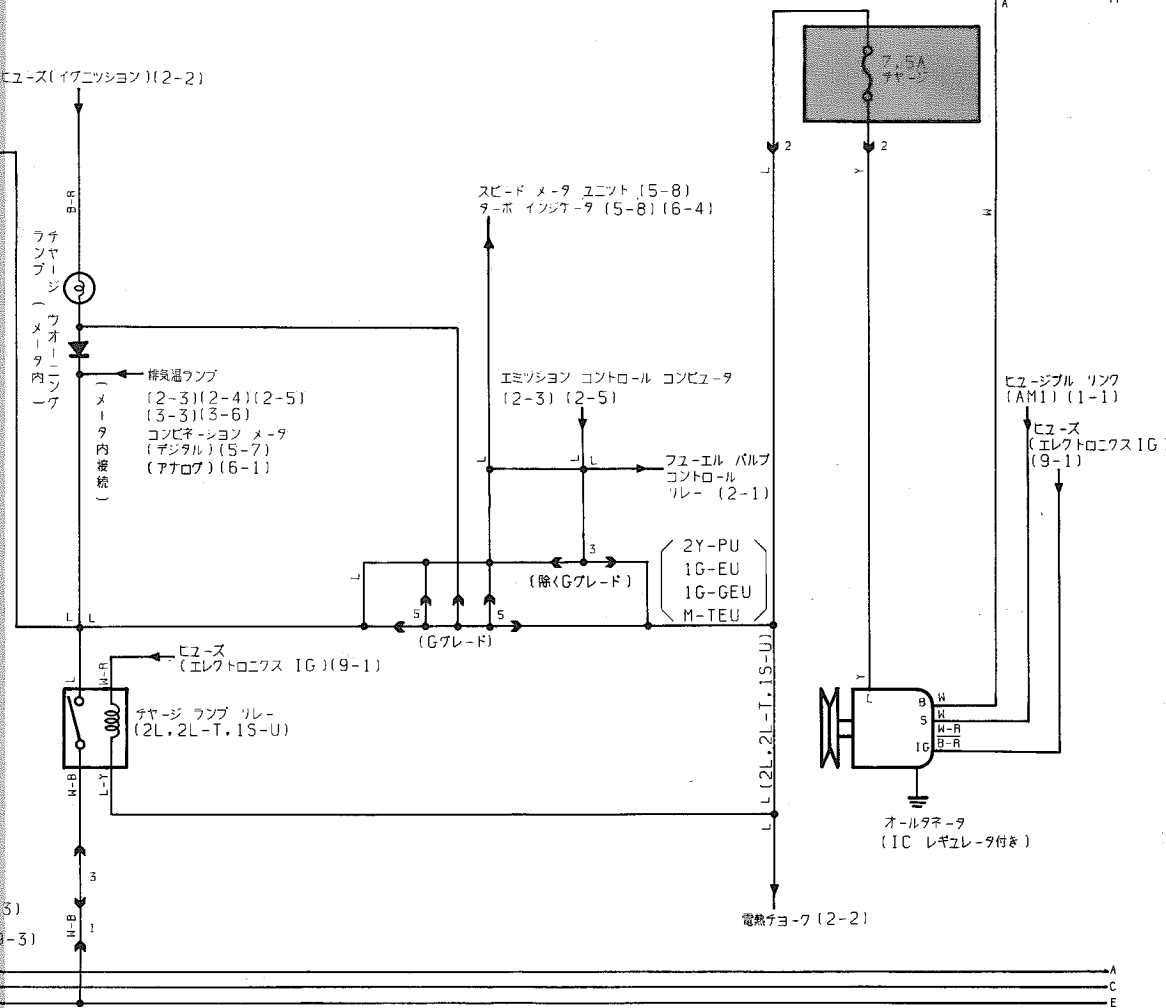 ヒューズ(イグニッション)(2-2)
B-R
チャージ ウオーニング
ランプ (メータ内)
排気温ランプ
(2-3)(2-4)(2-5)
(3-3)(3-6)
コンビネーション メータ
(デジタル)(5-7)
(アナログ)(6-1)
(メータ内接続)
スピード メータ ユニット (5-8)
ターボ インジケータ (5-8)(6-4)
エミッション コントロール コンピュータ
(2-3) (2-5)
L
L
L
フューエル バルブ
コントロール
リレー (2-1)
3
(除くGグレード)
2Y-PU
1G-EU
1G-GEU
M-TEU
L
5
5
(Gグレード)
L
L
ヒューズ
(エレクトロニクス IG)(9-1)
L
W-R
チャージ ランプ リレー
(2L,2L-T,1S-U)
W-B
L-Y
3
W-B
1
3)
9-3)
7.5A
チャージ
2
2
L
Y
A
W
ヒュージブル リンク
(AM1) (1-1)
ヒューズ
(エレクトロニクス IG)
(9-1)
Y
L
B
W
S
W
W-R
IG
B-R
オールタネータ
(IC レギュレータ付き)
L (2L,2L-T,1S-U)
L
電熱チョーク (2-2)
A
C
E